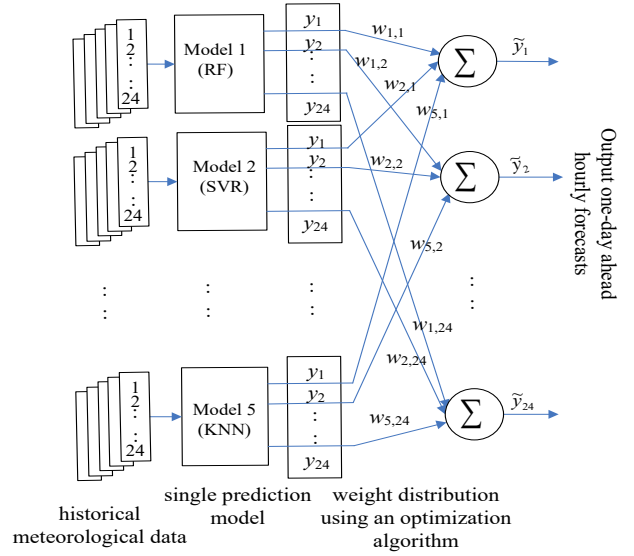 1
2
⋮ ⋮
24
Model 1
(RF)
y1
y2
⋮ ⋮
y24
w1,1
w1,2
w2,1
w5,1
∑
ỹ1
1
2
⋮ ⋮
24
Model 2
(SVR)
y1
y2
⋮ ⋮
y24
w2,2
w5,2
∑
ỹ2
⋮ ⋮
⋮ ⋮
⋮ ⋮
⋮ ⋮
w1,24
w2,24
1
2
⋮ ⋮
24
Model 5
(KNN)
y1
y2
⋮ ⋮
y24
w5,24
∑
ỹ24
Output one-day ahead
hourly forecasts
historical
meteorological data
single prediction
model
weight distribution
using an optimization
algorithm